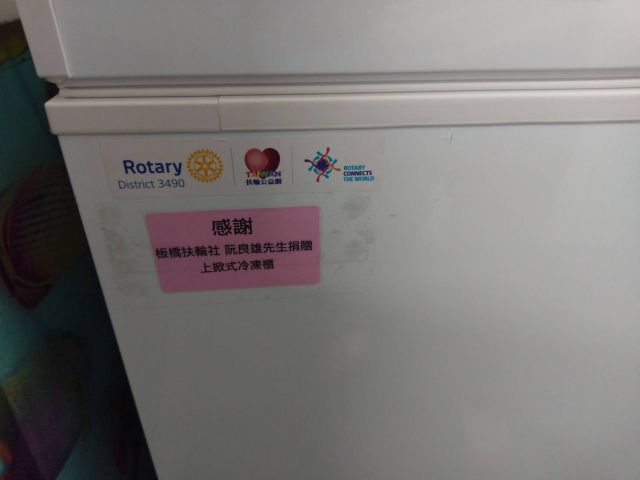 Rotary
District 3490
TAIWAN
扶輪公益網
ROTARY
CONNECTS
THE WORLD
感謝
板橋扶輪社 阮良雄先生捐贈
上掀式冷凍櫃